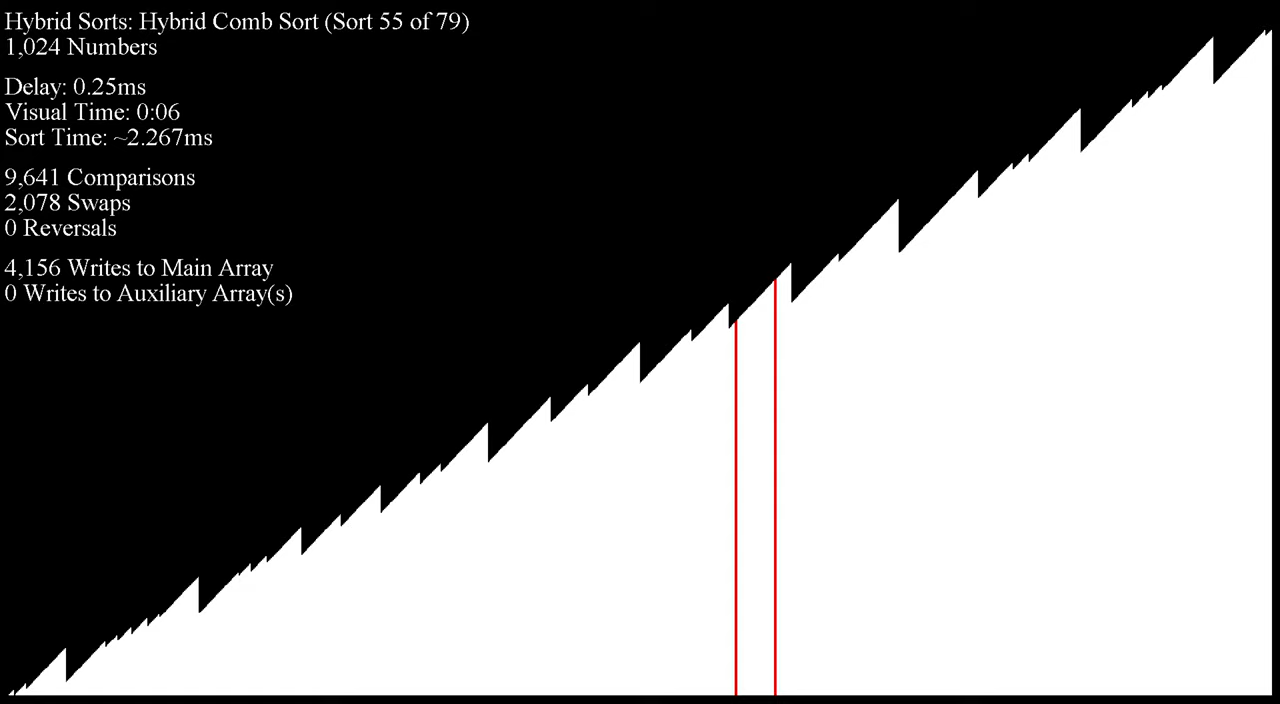 Hybrid Sorts: Hybrid Comb Sort (Sort 55 of 79)
1,024 Numbers
Delay: 0.25ms
Visual Time: 0:06
Sort Time: ~2.267ms
9,641 Comparisons
2,078 Swaps
0 Reversals
4,156 Writes to Main Array
0 Writes to Auxiliary Array(s)